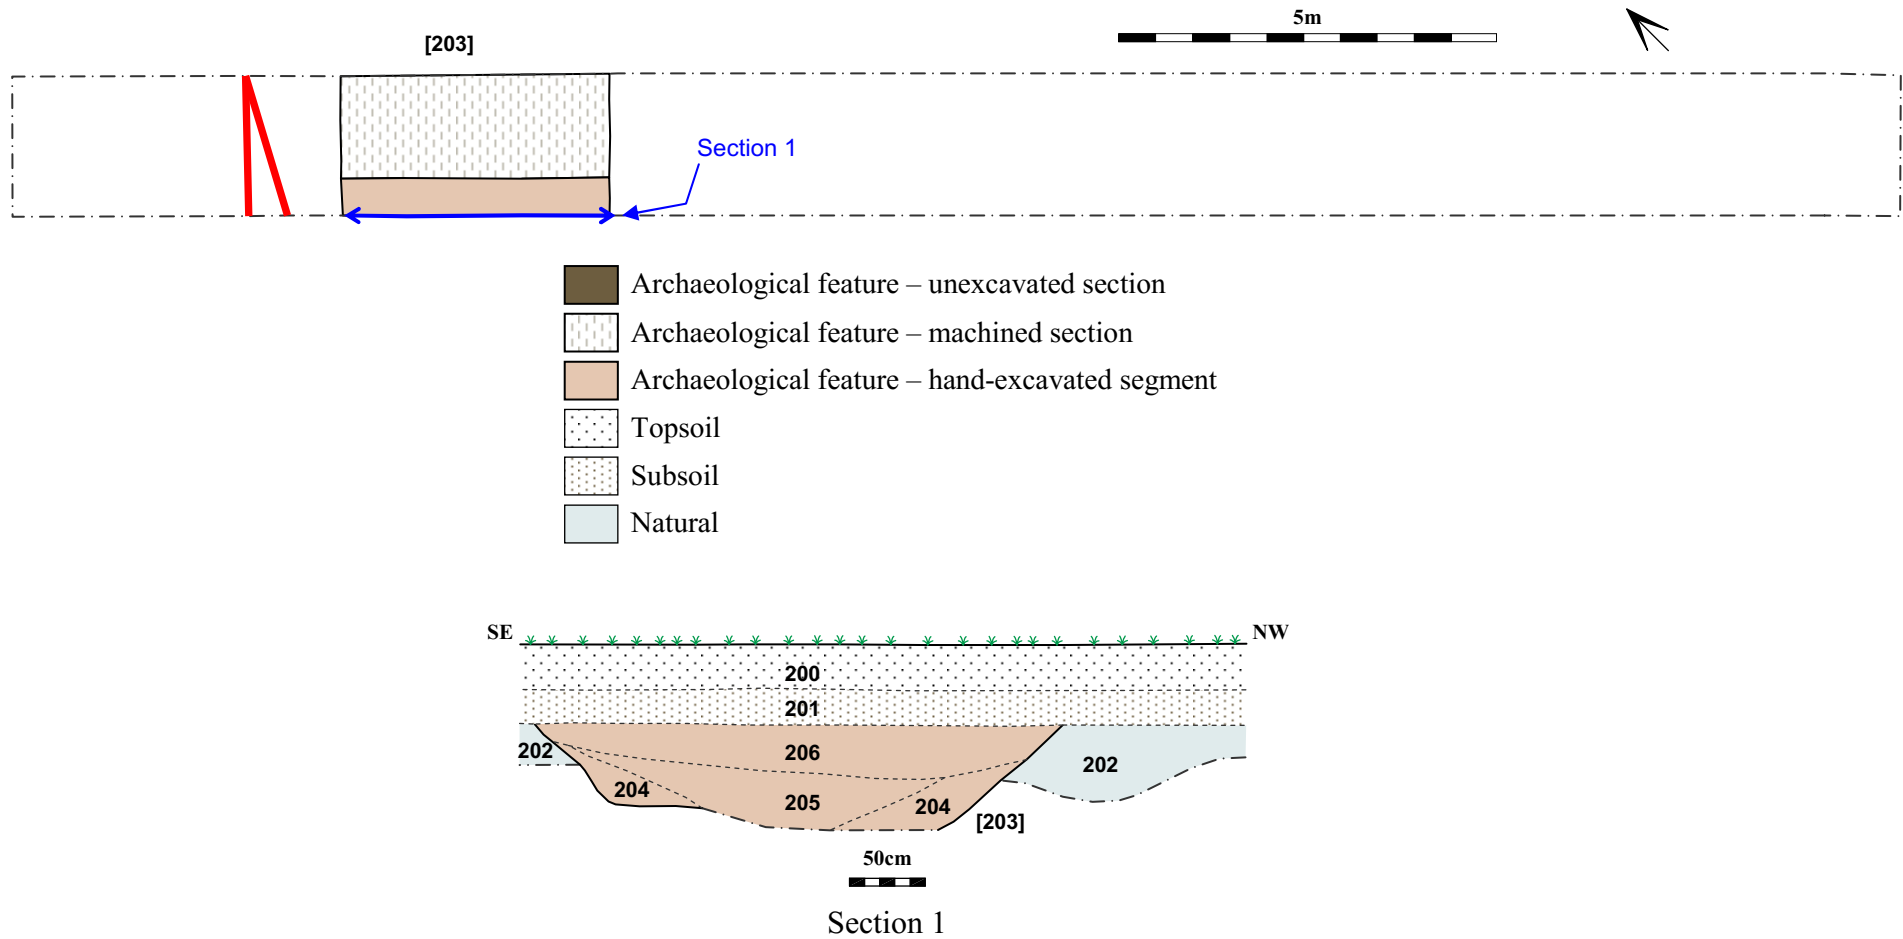 5m
[203]
Section 1
Archaeological feature – unexcavated section
Archaeological feature – machined section
Archaeological feature – hand-excavated segment
Topsoil
Subsoil
Natural
SE
NW
200
201
202
206
202
204
205
204
[203]
50cm
Section 1